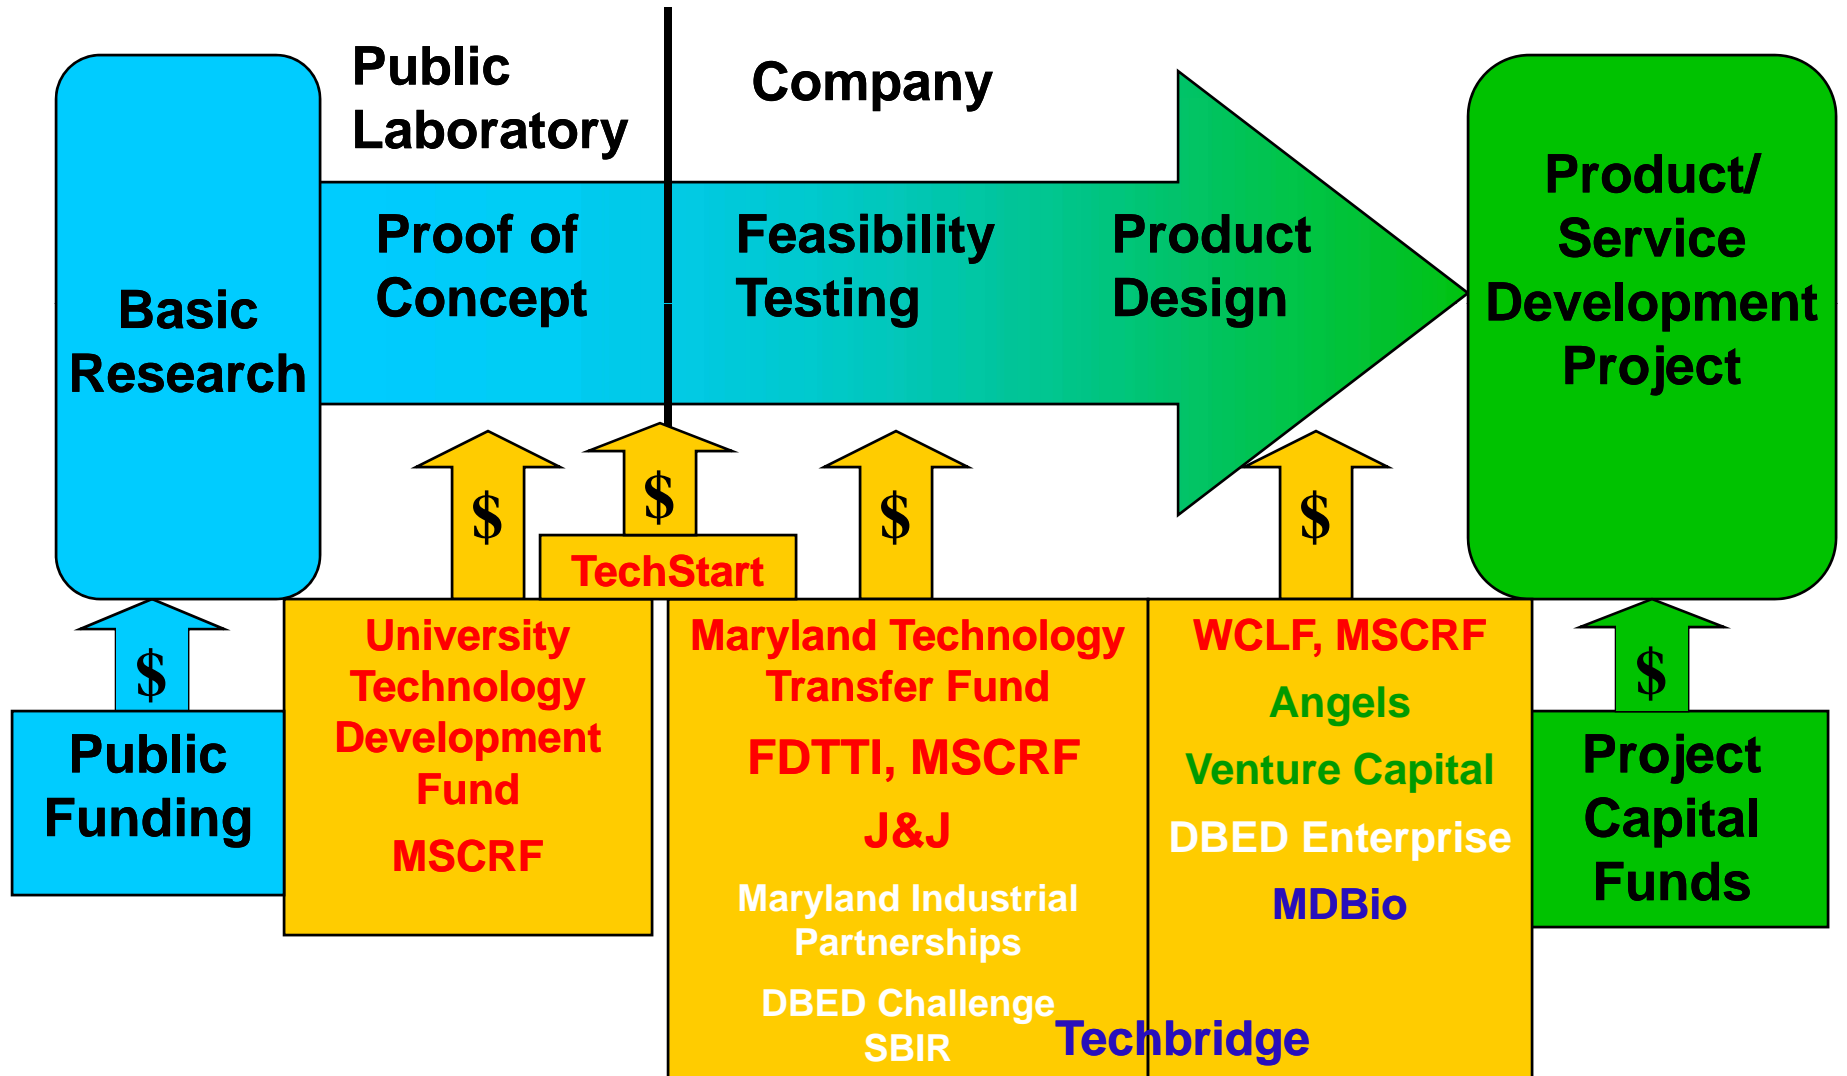 Public
Laboratory
Company
Basic
Research
Proof of
Concept
Feasibility
Testing
Product
Design
Product/
Service
Development
Project
$
$
$
$
TechStart
$
Public
Funding
University
Technology
Development
Fund
MSCRF
Maryland Technology
Transfer Fund
FDTTI, MSCRF
J&J
Maryland Industrial
Partnerships
DBED Challenge
SBIR
WCLF, MSCRF
Angels
Venture Capital
DBED Enterprise
MDBio
Techbridge
$
Project
Capital
Funds